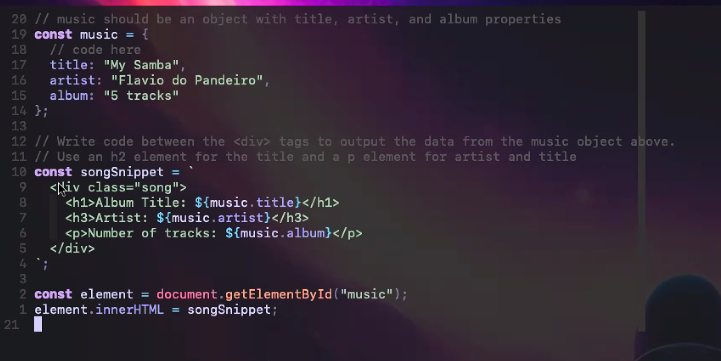 20 // music should be an object with title, artist, and album properties
19 const music = {
18   // code here
17   title: "My Samba",
16   artist: "Flavio do Pandeiro",
15   album: "5 tracks"
14 };
13
12 // Write code between the <div> tags to output the data from the music object above.
11 // Use an h2 element for the title and a p element for artist and title
10 const songSnippet = `
9   <div class="song">
8     <h1>Album Title: ${music.title}</h1>
7     <h3>Artist: ${music.artist}</h3>
6     <p>Number of tracks: ${music.album}</p>
5   </div>
4 `;
3
2 const element = document.getElementById("music");
1 element.innerHTML = songSnippet;
21